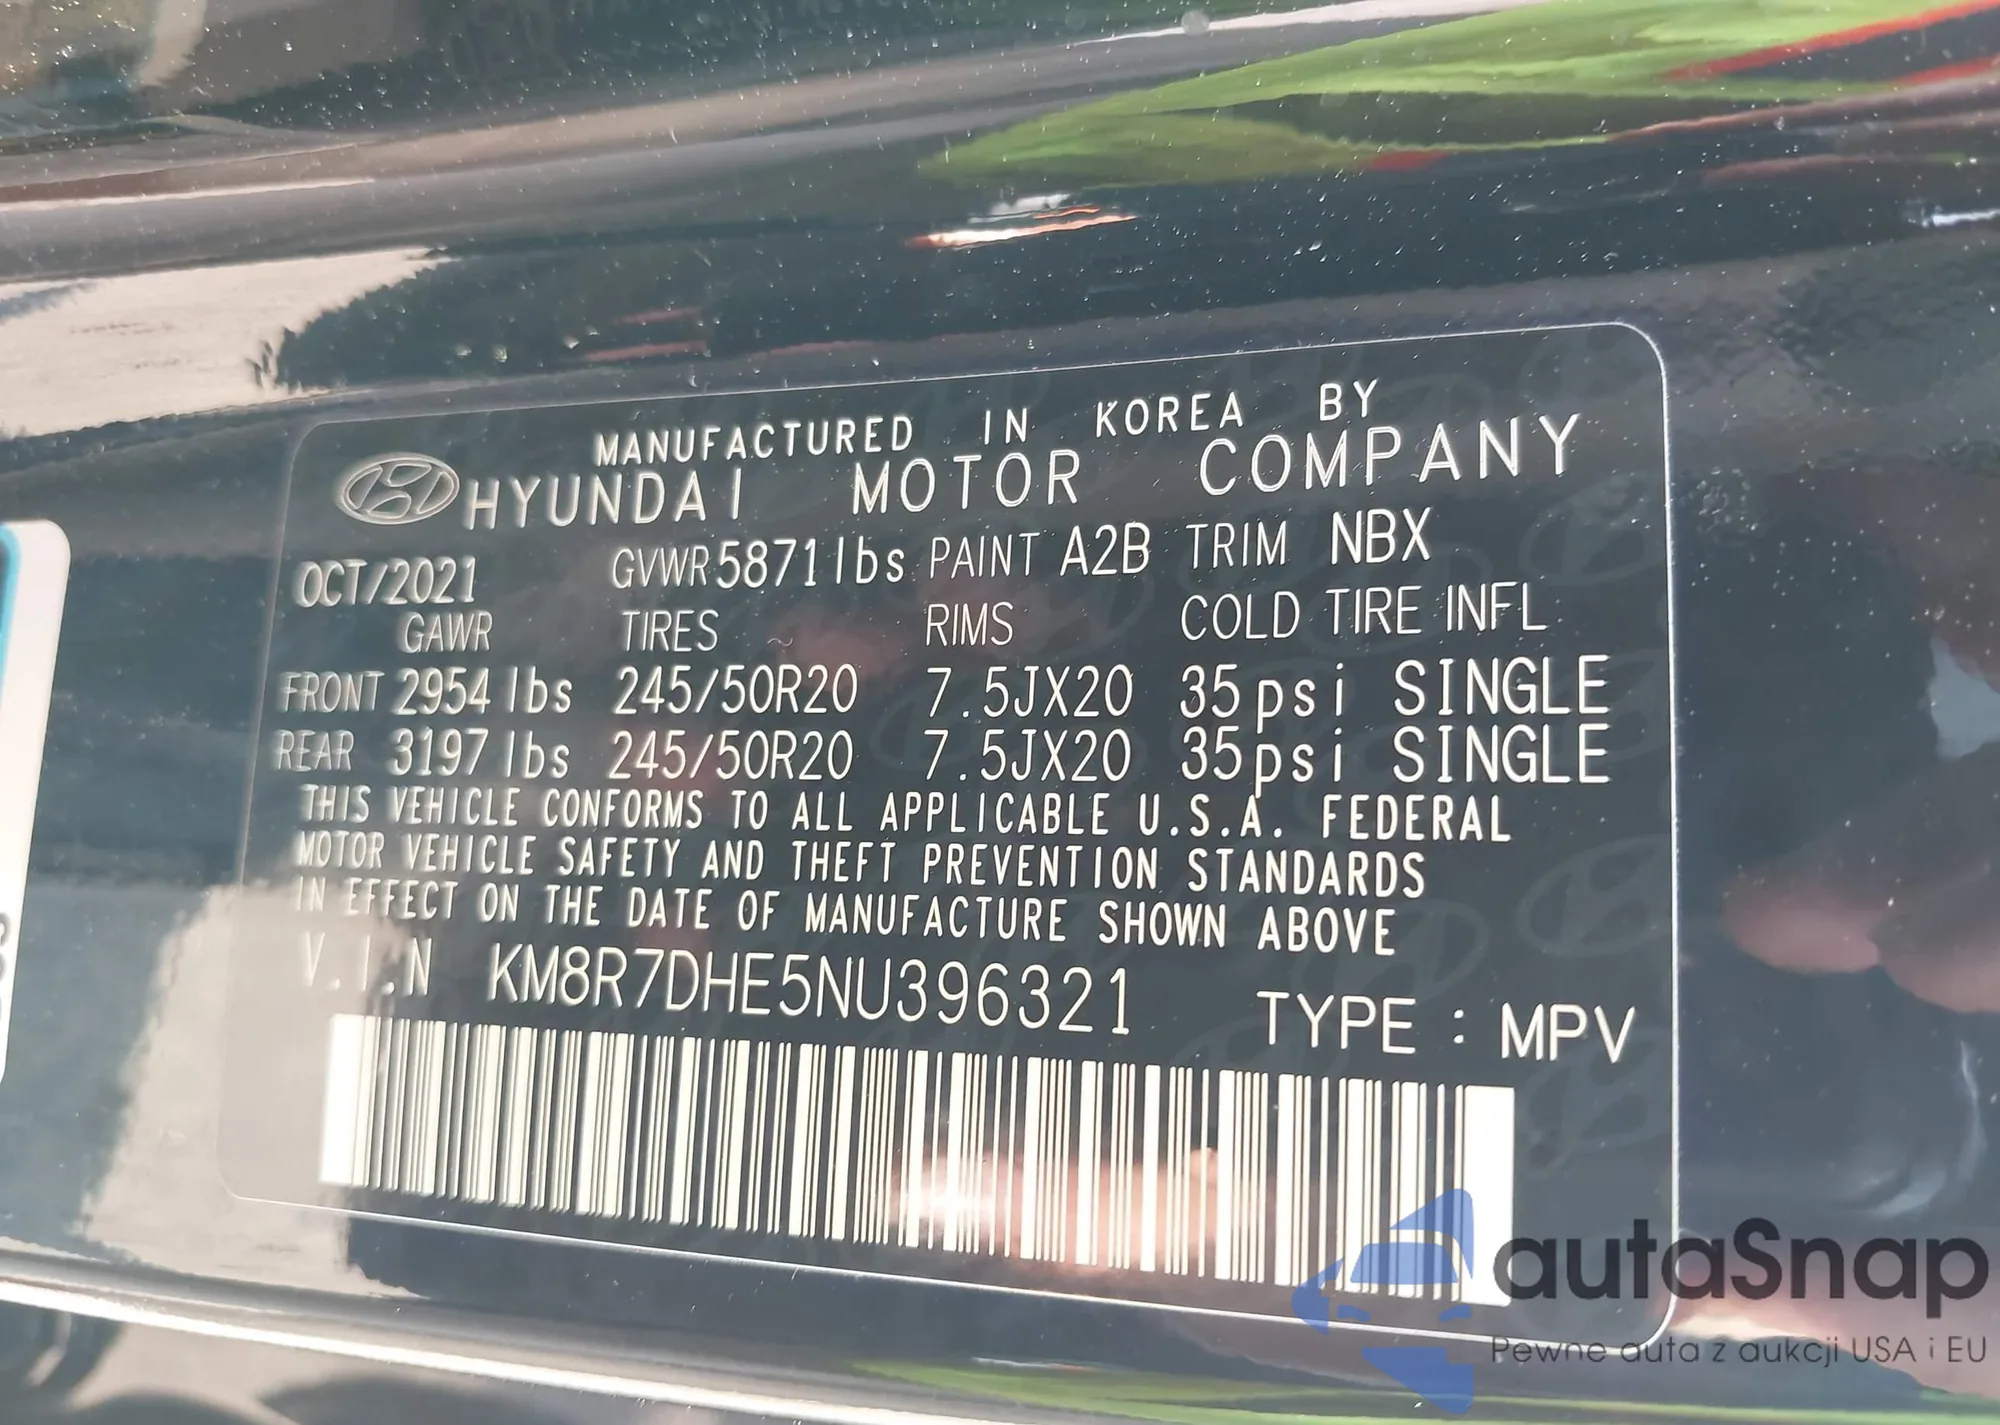 MANUFACTURED IN KOREA BY
HYUNDAI MOTOR COMPANY
OCT/2021 GVWR 5871lbs PAINT A2B TRIM NBX
GAWR TIRES RIMS COLD TIRE INFL
FRONT 2954 lbs 245/50R20 7.5JX20 35psi SINGLE
REAR 3197 lbs 245/50R20 7.5JX20 35psi SINGLE
THIS VEHICLE CONFORMS TO ALL APPLICABLE U.S.A. FEDERAL
MOTOR VEHICLE SAFETY AND THEFT PREVENTION STANDARDS
IN EFFECT ON THE DATE OF MANUFACTURE SHOWN ABOVE
V.I.N KM8R7DHE5NU396321 TYPE : MPV
autaSnap
Pewne auta z aukcji USA i EU